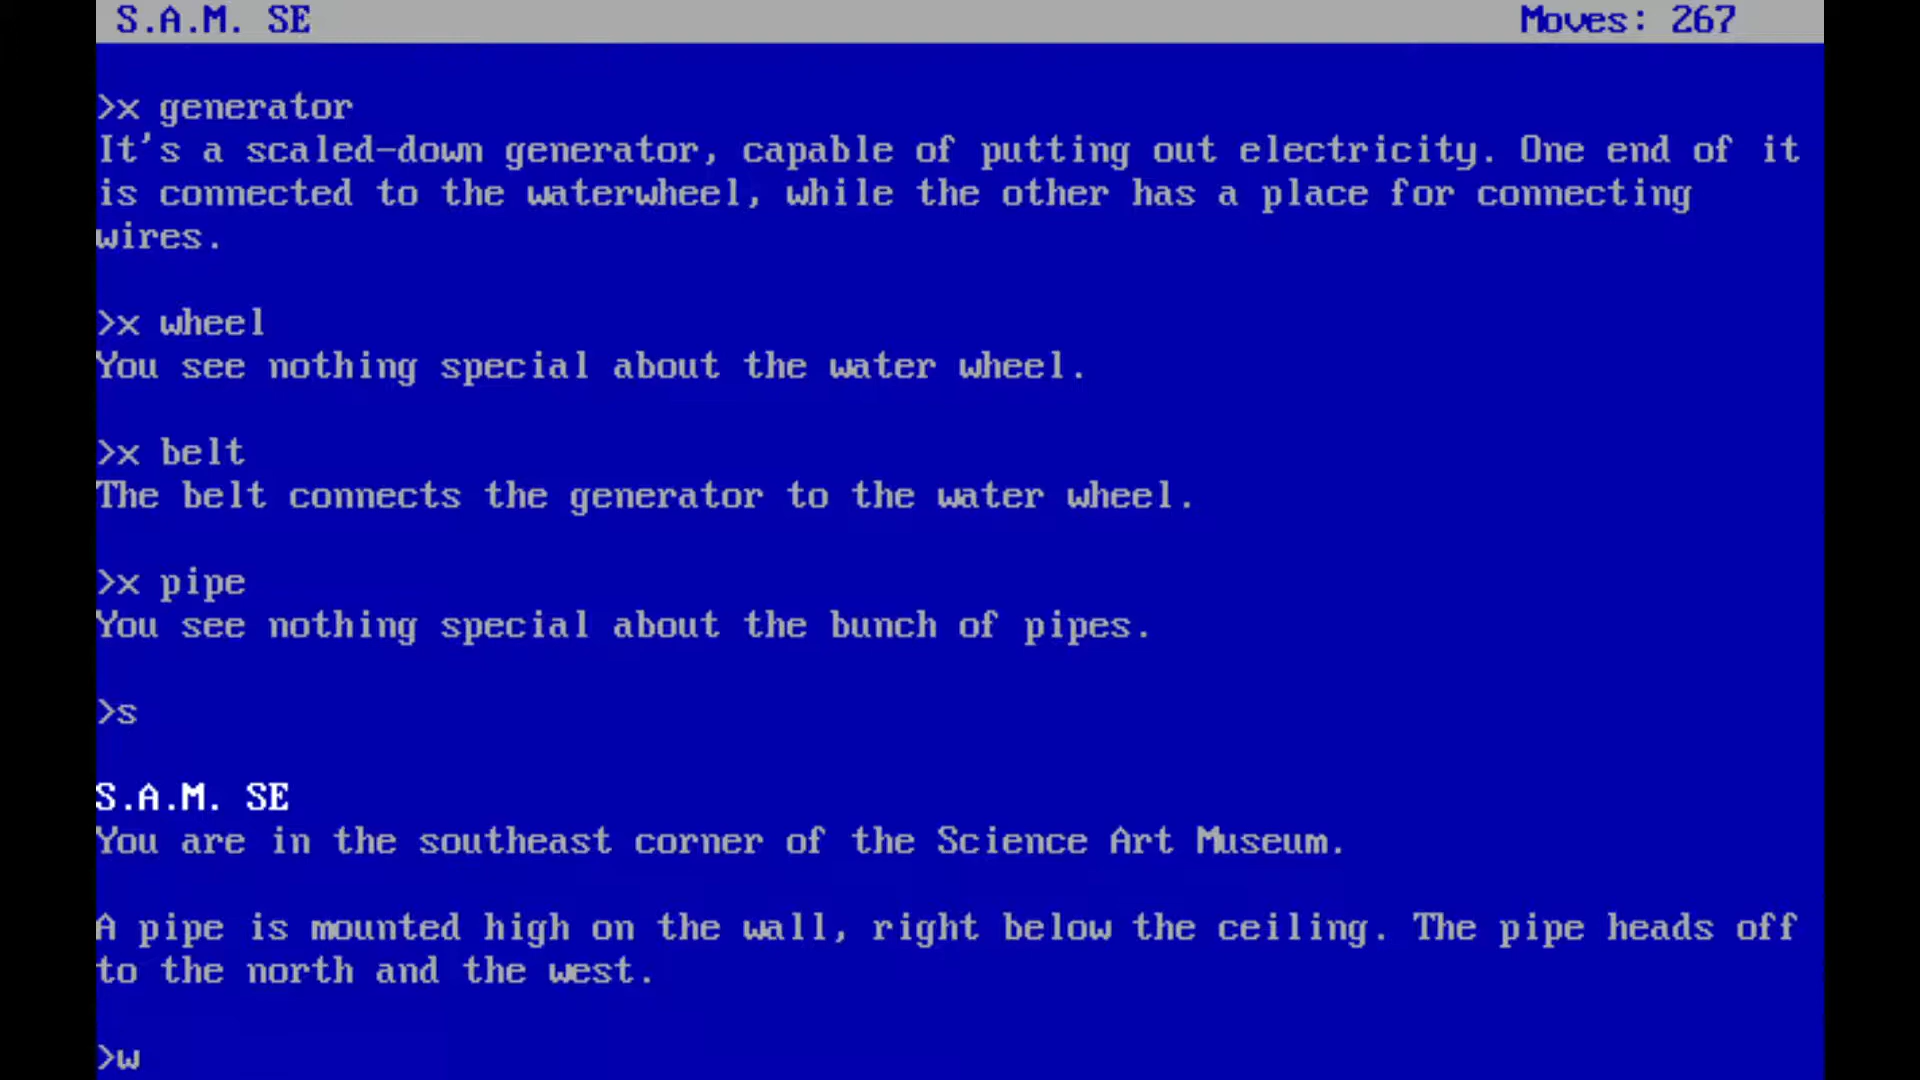 S.A.M. SE Moves: 267
>x generator
It's a scaled-down generator, capable of putting out electricity. One end of it
is connected to the waterwheel, while the other has a place for connecting
wires.
>x wheel
You see nothing special about the water wheel.
>x belt
The belt connects the generator to the water wheel.
>x pipe
You see nothing special about the bunch of pipes.
>s
S.A.M. SE
You are in the southeast corner of the Science Art Museum.
A pipe is mounted high on the wall, right below the ceiling. The pipe heads off
to the north and the west.
>w